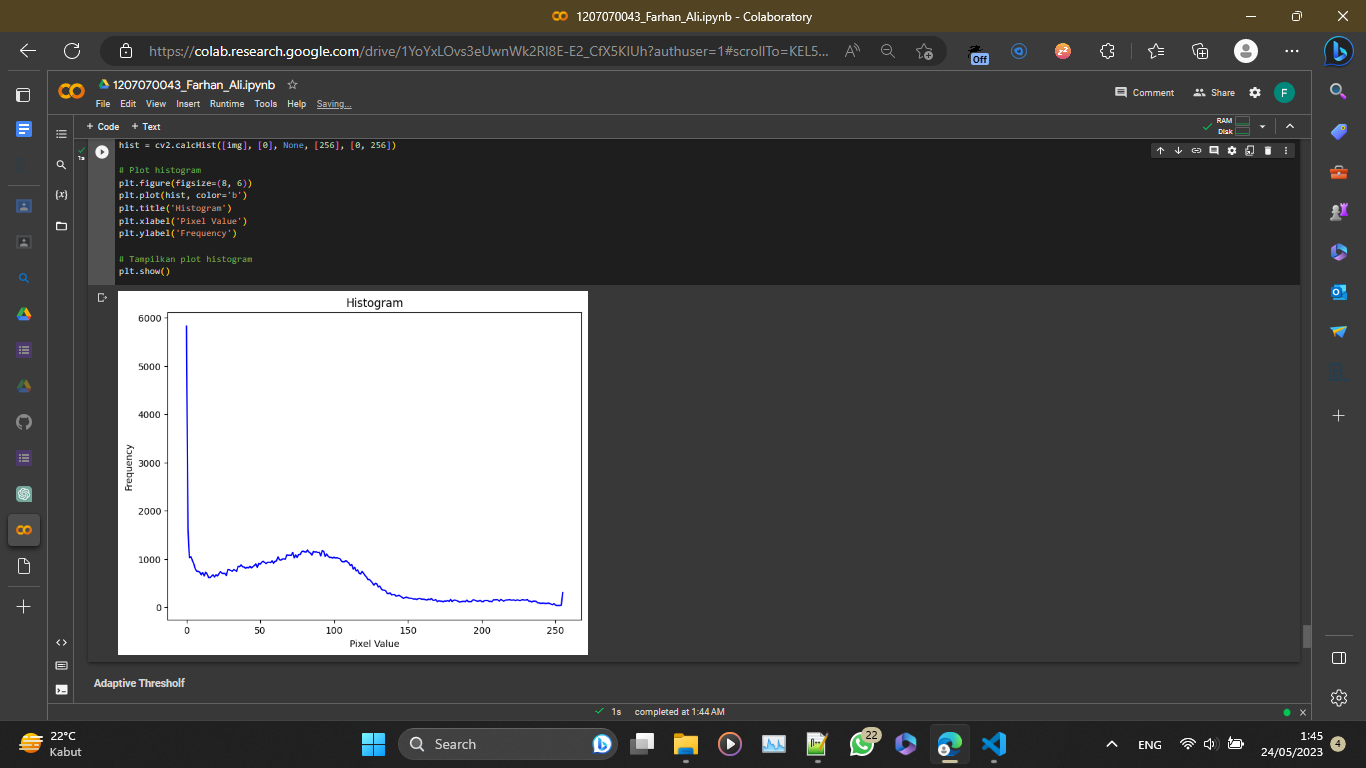 1207070043_Farhan_Ali.ipynb - Colaboratory
https://colab.research.google.com/drive/1YoYxLOvs3eUwnWk2Rl8E-E2_CfX5KIUh?authuser=1#scrollTo=KEL5...
Off
1207070043_Farhan_Ali.ipynb
File Edit View Insert Runtime Tools Help Saving...
Comment Share F
+ Code + Text
RAM
Disk
1s
{x}
hist = cv2.calcHist([img], [0], None, [256], [0, 256])
# Plot histogram
plt.figure(figsize=(8, 6))
plt.plot(hist, color='b')
plt.title('Histogram')
plt.xlabel('Pixel Value')
plt.ylabel('Frequency')
# Tampilkan plot histogram
plt.show()
Histogram
6000
5000
4000
3000
2000
1000
0
Frequency
0 50 100 150 200 250
Pixel Value
Adaptive Thresholf
1s completed at 1:44 AM
22°C
Kabut
Search
22
ENG
1:45
24/05/2023
4